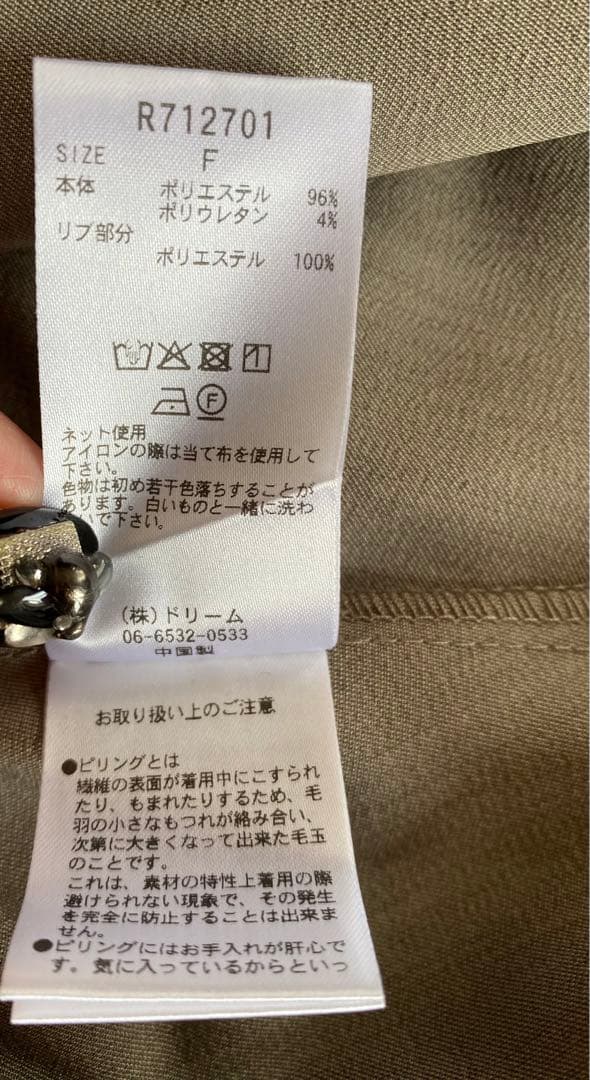 R712701
SIZE F
本体 ポリエステル 96%
ポリウレタン 4%
リブ部分
ポリエステル 100%
F
ネット使用
アイロンの際は当て布を使用して
下さい。
色物は初め若干色落ちすることが
あります。白いものと一緒に洗わ
いで下さい。
(株)ドリーム
06-6532-0533
中国製
お取り扱い上のご注意
●ピリングとは
繊維の表面が着用中にこすられ
たり、もまれたりするため、毛
羽の小さなもつれが絡み合い、
次第に大きくなって出来た毛玉
のことです。
これは、素材の特性上着用の際
避けられない現象で、その発生
を完全に防止することは出来ま
せん。
●ピリングにはお手入れが肝心で
す。気に入っているからといっ